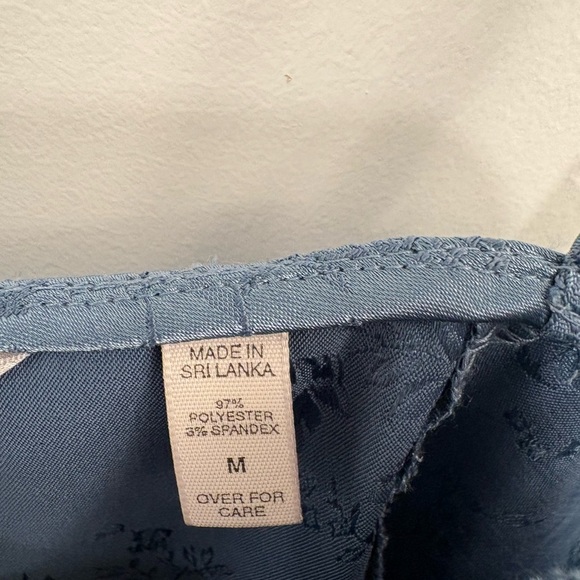 MADE IN
SRI LANKA
97%
POLYESTER
3% SPANDEX
M
OVER FOR
CARE